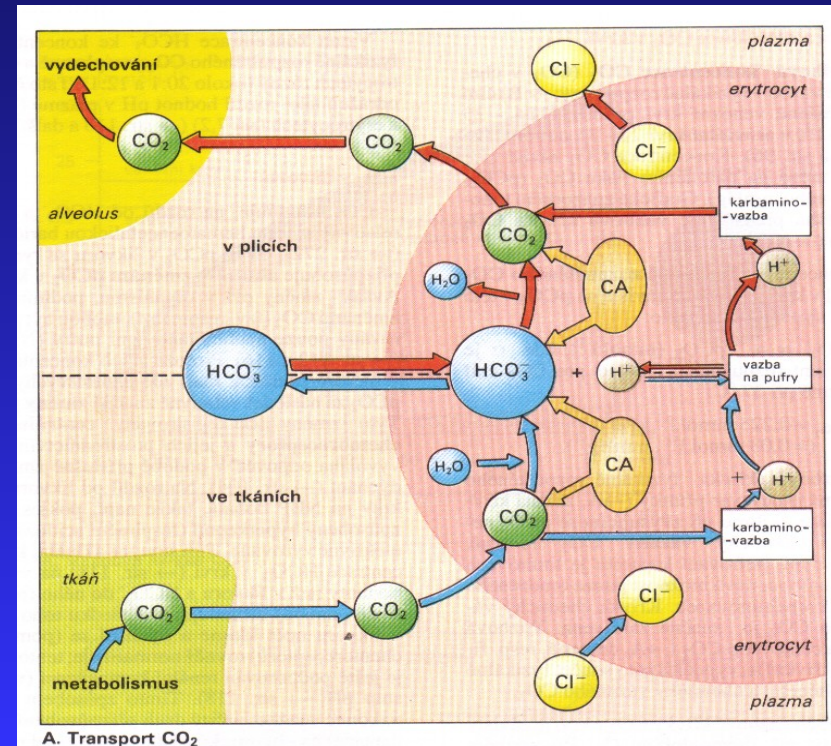 plazma
vydechování
Cl⁻
erytrocyt
CO₂
CO₂
Cl⁻
alveolus
karbamino-
-vazba
v plicích
CO₂
H₂O
CA
H⁺
HCO₃⁻
HCO₃⁻
+
H⁺
vazba
na pufry
H₂O
CA
+
H⁺
ve tkáních
CO₂
karbamino-
-vazba
tkáň
CO₂
CO₂
Cl⁻
erytrocyt
metabolismus
Cl⁻
plazma
A. Transport CO₂